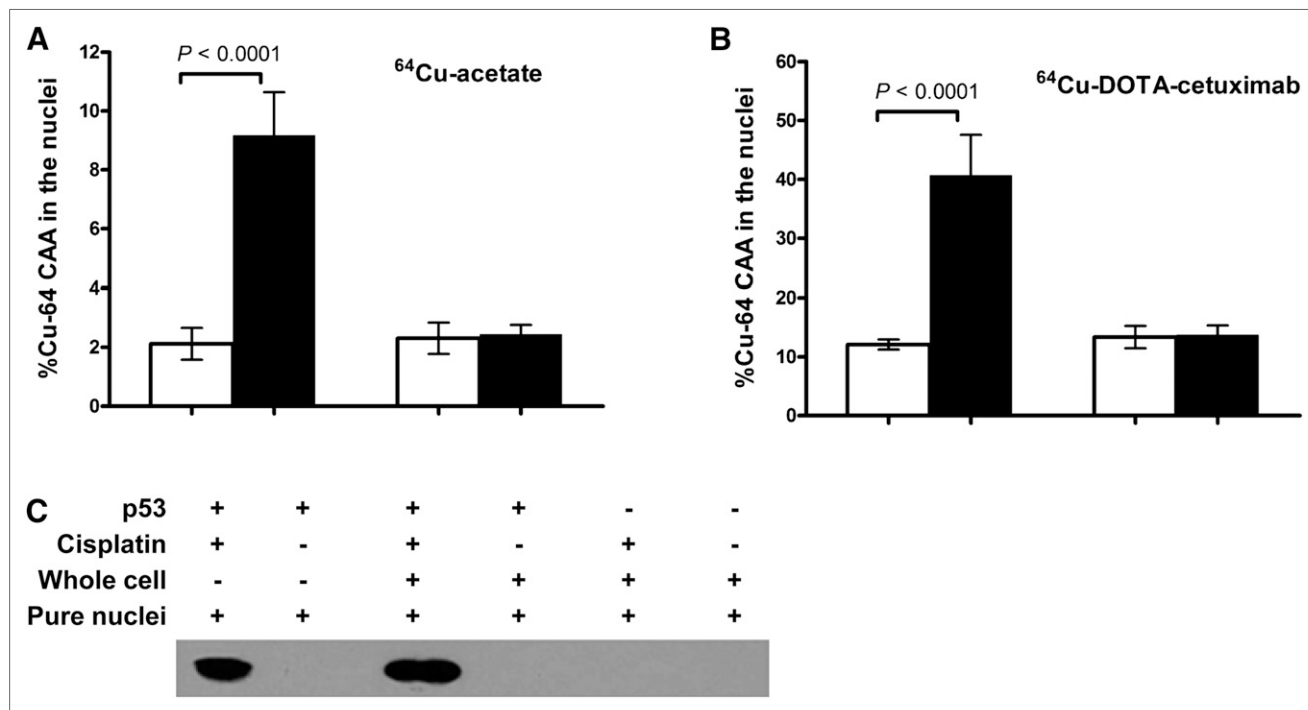 A
%Cu-64 CAA in the nuclei
12
10
8
6
4
2
0
P < 0.0001
64Cu-acetate
B
%Cu-64 CAA in the nuclei
60
50
40
30
20
10
0
P < 0.0001
64Cu-DOTA-cetuximab
C
p53 + + + + - -
Cisplatin + - + - + -
Whole cell - - + + + +
Pure nuclei + + + + + +